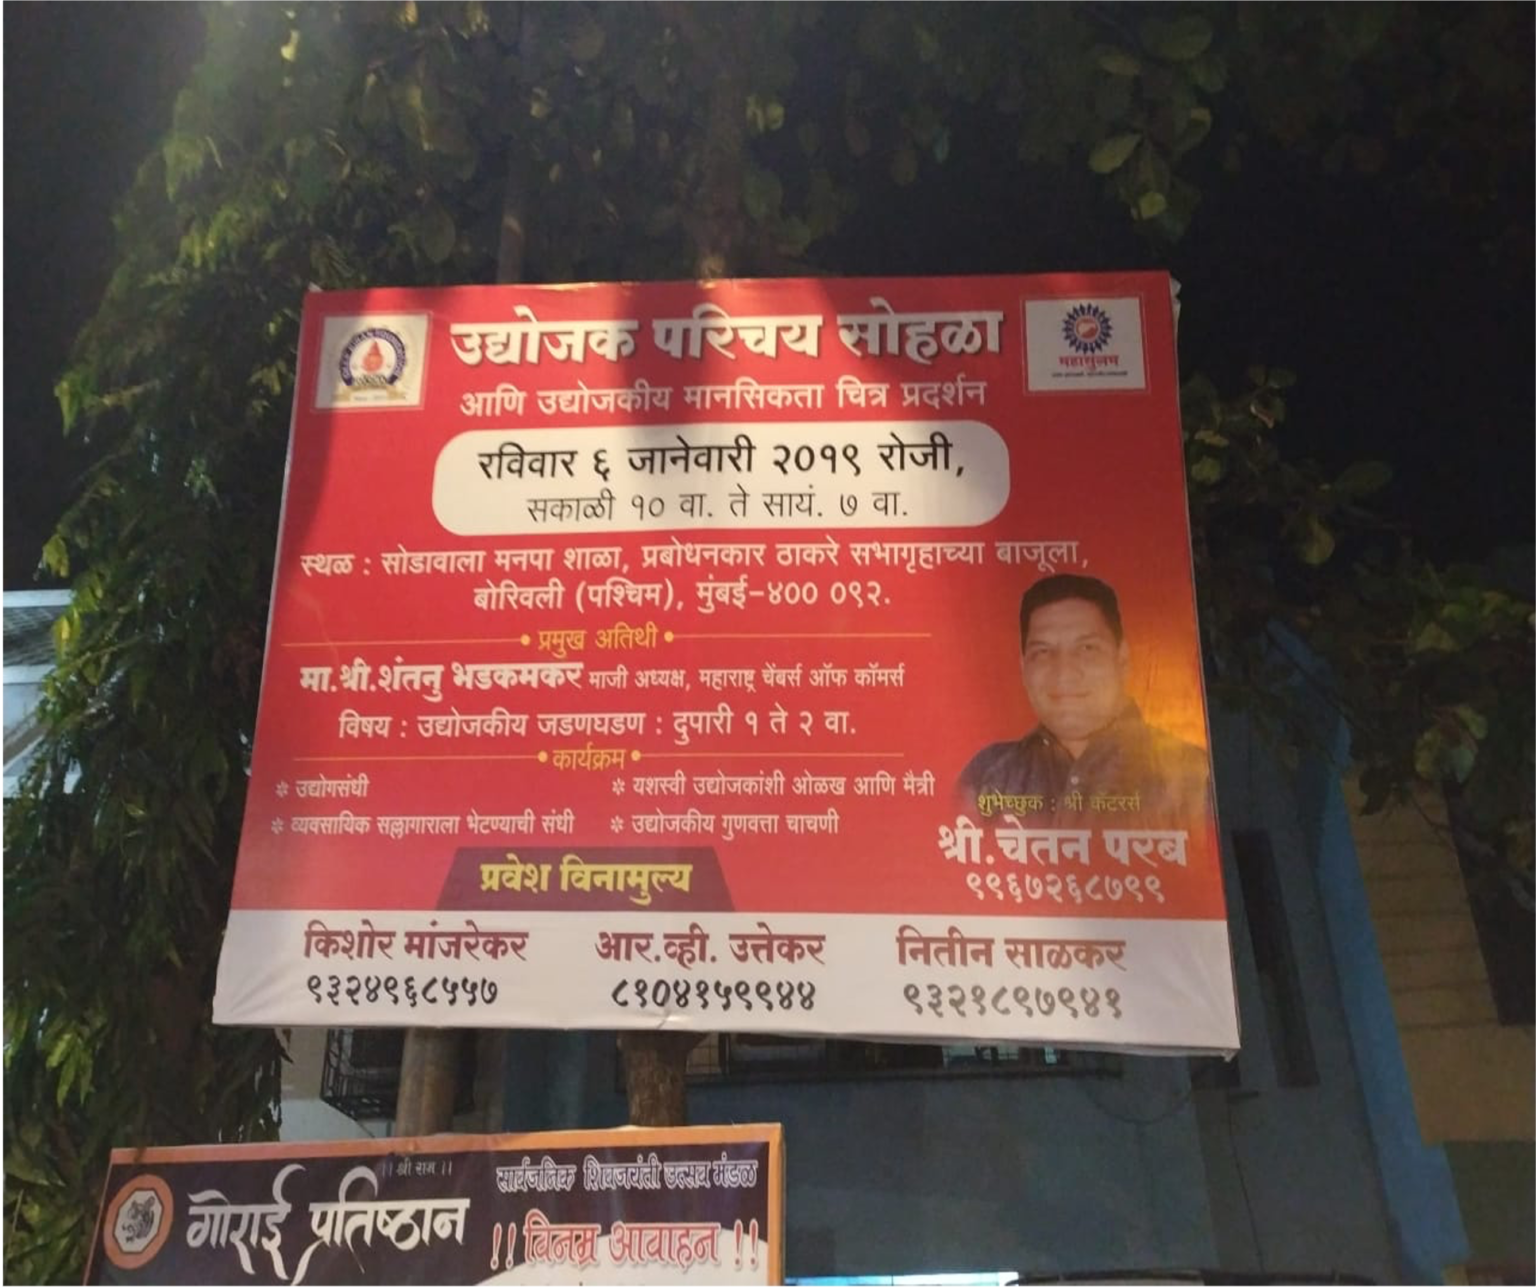 उद्योजक परिचय सोहळा
आणि उद्योजकीय मानसिकता चित्र प्रदर्शन
महासुलभ
रविवार ६ जानेवारी २०१९ रोजी,
सकाळी १० वा. ते सायं. ७ वा.
स्थळ : सोडावाला मनपा शाळा, प्रबोधनकार ठाकरे सभागृहाच्या बाजूला,
बोरिवली (पश्चिम), मुंबई-४०० ०९२.
• प्रमुख अतिथी •
मा.श्री.शंतनु भडकमकर माजी अध्यक्ष, महाराष्ट्र चेंबर्स ऑफ कॉमर्स
विषय : उद्योजकीय जडणघडण : दुपारी १ ते २ वा.
• कार्यक्रम •
* उद्योगसंधी * यशस्वी उद्योजकांशी ओळख आणि मैत्री
* व्यवसायिक सल्लागाराला भेटण्याची संधी * उद्योजकीय गुणवत्ता चाचणी
शुभेच्छुक : श्री कॅटरर्स
श्री.चेतन परब
९९६७२६८७९९
प्रवेश विनामुल्य
किशोर मांजरेकर आर.व्ही. उत्तेकर नितीन साळकर
९३२४९६८५५७ ८१०४१५९९४४ ९३२१८९७९४१
।। श्री राम ।।
गोराई प्रतिष्ठान
सार्वजनिक शिवजयंती उत्सव मंडळ
!! विनम्र आवाहन !!